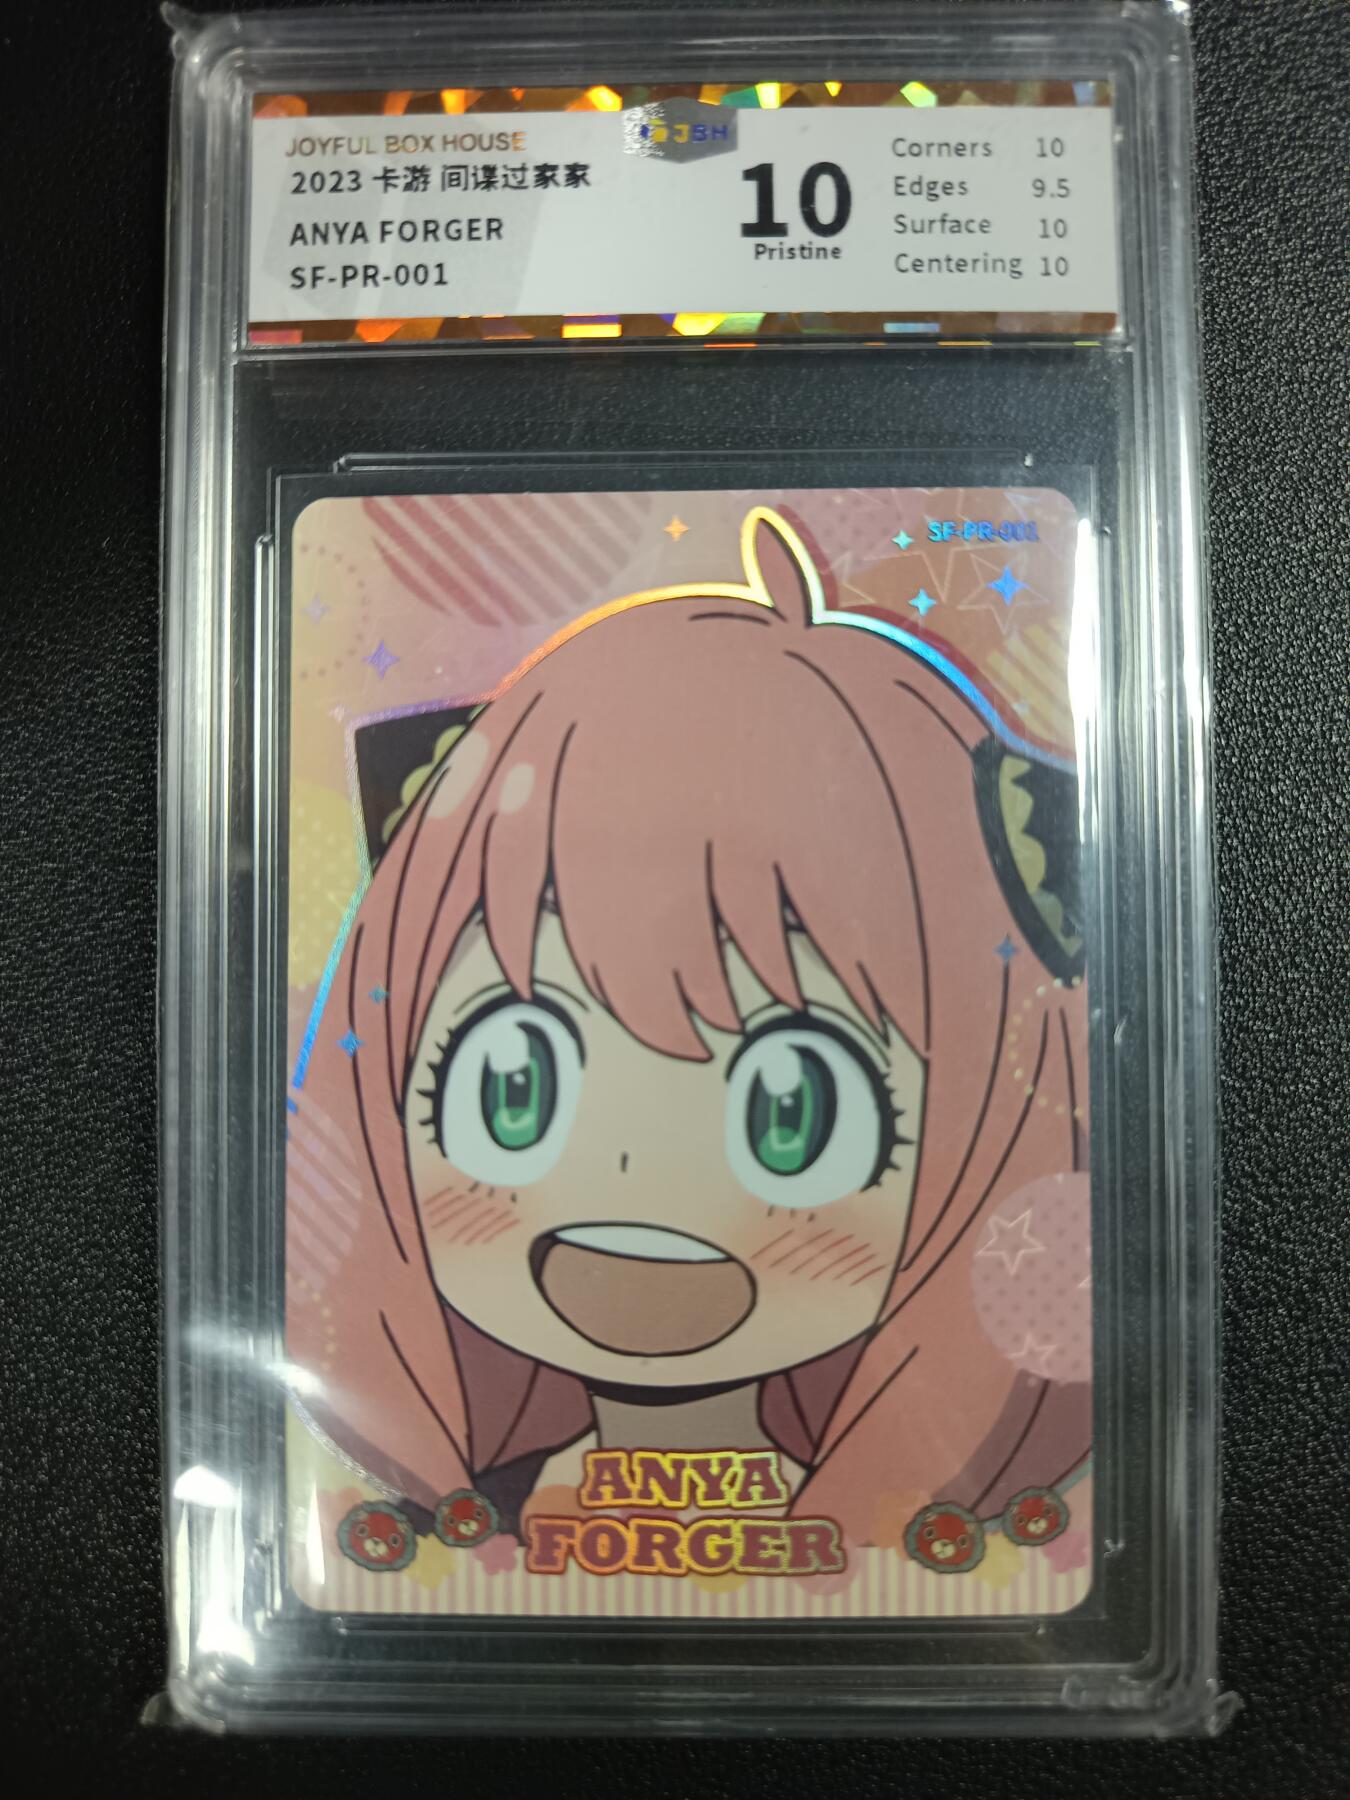 JBH
JOYFUL BOX HOUSE
2023 卡游 间谍过家家
ANYA FORGER
SF-PR-001
10
Pristine
Corners 10
Edges 9.5
Surface 10
Centering 10
SF-PR-001
ANYA
FORGER